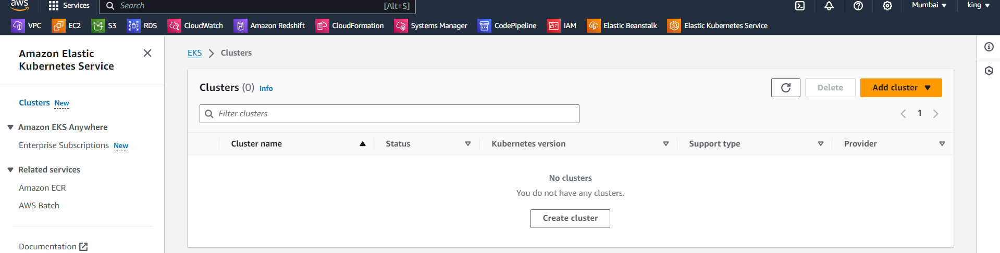 aws Services Search [Alt+S] Mumbai king
VPC EC2 S3 RDS CloudWatch Amazon Redshift CloudFormation Systems Manager CodePipeline IAM Elastic Beanstalk Elastic Kubernetes Service
Amazon Elastic
Kubernetes Service
Clusters New
Amazon EKS Anywhere
Enterprise Subscriptions New
Related services
Amazon ECR
AWS Batch
Documentation
EKS > Clusters
Clusters (0) Info
Delete
Add cluster
Filter clusters
1
Cluster name Status Kubernetes version Support type Provider
No clusters
You do not have any clusters.
Create cluster